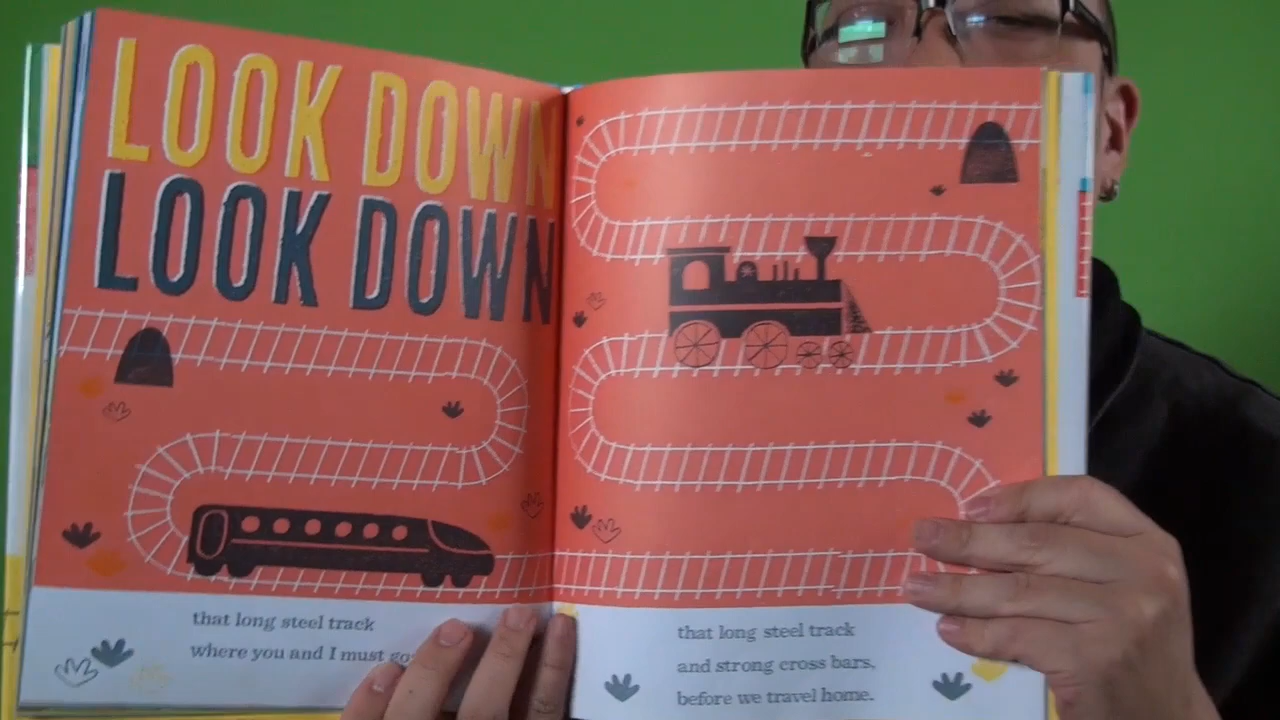 LOOK DOWN
LOOK DOWN
that long steel track
where you and I must go
that long steel track
and strong cross bars,
before we travel home.